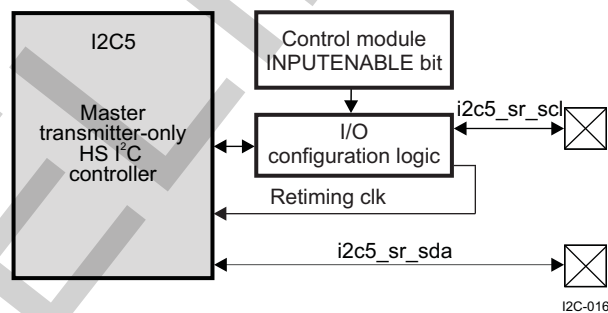 I2C5
Master
transmitter-only
HS I²C
controller
Control module
INPUTENABLE bit
I/O
configuration logic
i2c5_sr_scl
Retiming clk
i2c5_sr_sda
I2C-016